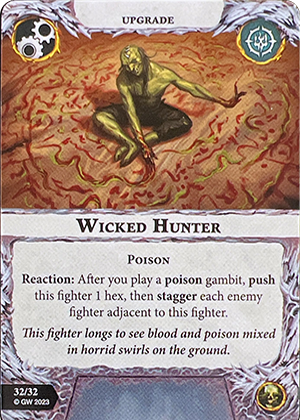 UPGRADE
WICKED HUNTER
POISON
Reaction: After you play a poison gambit, push
this fighter 1 hex, then stagger each enemy
fighter adjacent to this fighter.
This fighter longs to see blood and poison mixed
in horrid swirls on the ground.
32/32
© GW 2023